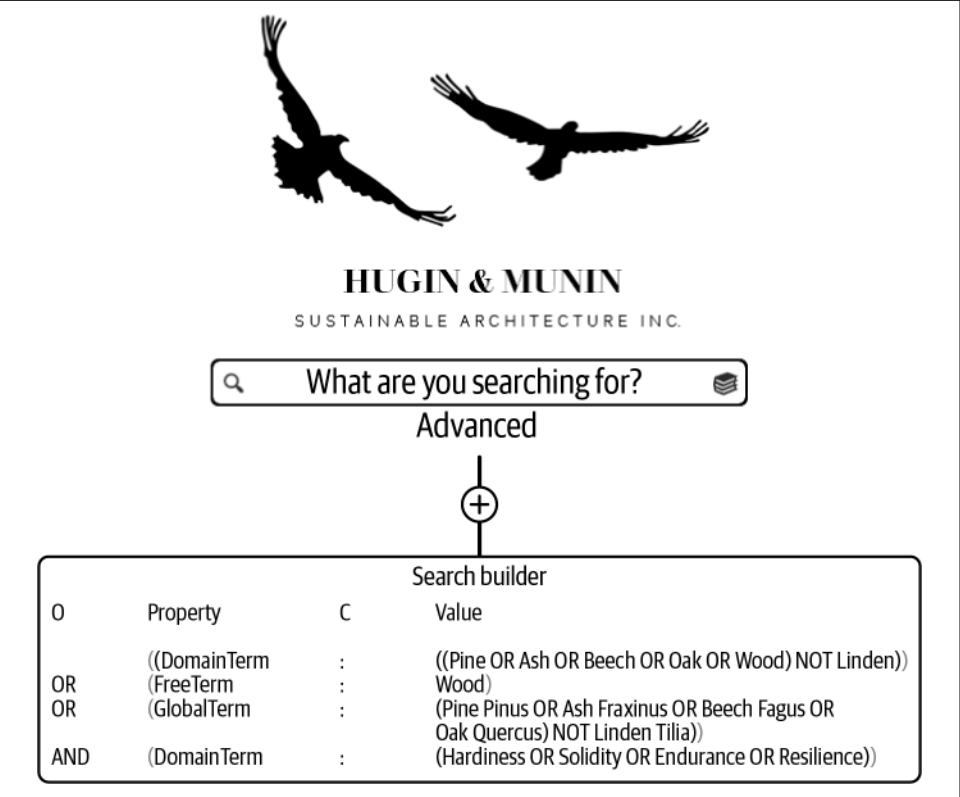 HUGIN & MUNIN
SUSTAINABLE ARCHITECTURE INC.
What are you searching for?
Advanced
Search builder
O Property C Value
((DomainTerm : ((Pine OR Ash OR Beech OR Oak OR Wood) NOT Linden))
OR (FreeTerm : Wood)
OR (GlobalTerm : (Pine Pinus OR Ash Fraxinus OR Beech Fagus OR
Oak Quercus) NOT Linden Tilia))
AND (DomainTerm : (Hardiness OR Solidity OR Endurance OR Resilience))